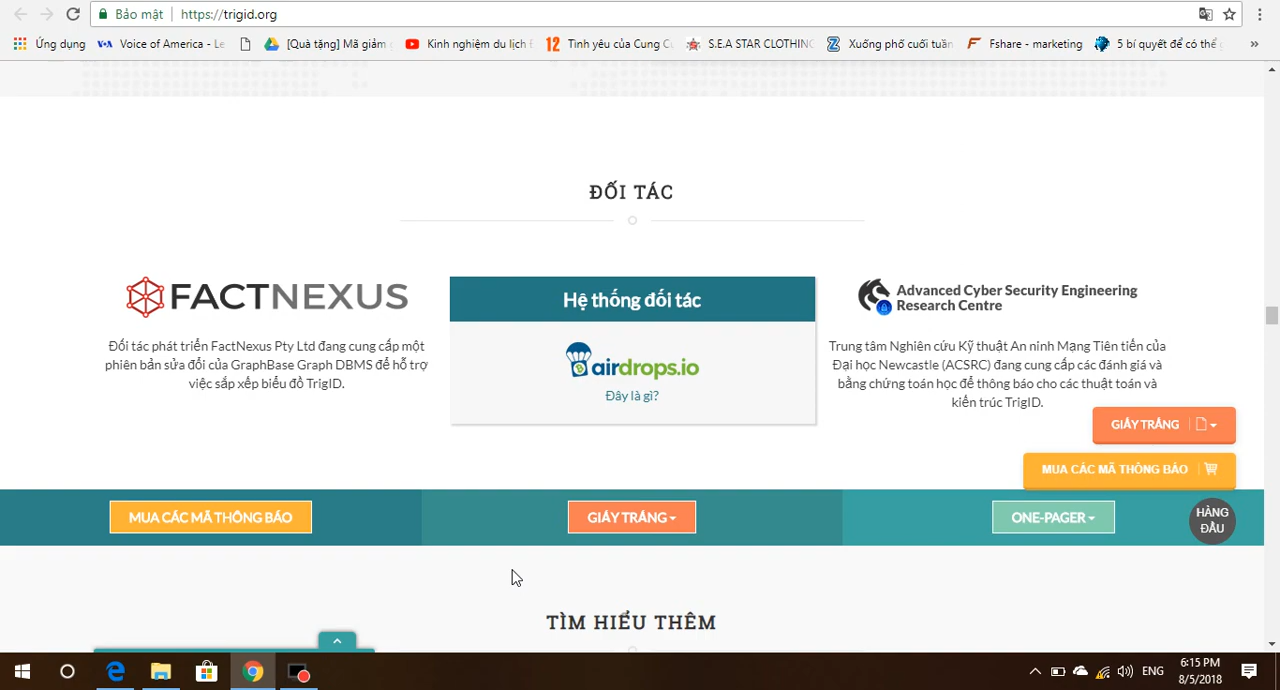 Bảo mật https://trigid.org
Ứng dụng Voice of America - Le [Quà tặng] Mã giảm Kinh nghiệm du lịch 12 Tình yêu của Cung S.I.A STAR CLOTHING Xuống phố cuối tuần Fshare - marketing 5 bí quyết để có thể »
ĐỐI TÁC
FACTNEXUS
Đối tác phát triển FactNexus Pty Ltd đang cung cấp một
phiên bản sửa đổi của GraphBase Graph DBMS để hỗ trợ
việc sắp xếp biểu đồ TrigID.
Hệ thống đối tác
airdrops.io
Đây là gì?
Advanced Cyber Security Engineering
Research Centre
Trung tâm Nghiên cứu Kỹ thuật An ninh Mạng Tiên tiến của
Đại học Newcastle (ACSRC) đang cung cấp các đánh giá và
bằng chứng toán học để thông báo cho các thuật toán và
kiến trúc TrigID.
GIẤY TRẮNG
MUA CÁC MÃ THÔNG BÁO
MUA CÁC MÃ THÔNG BÁO
GIẤY TRẮNG
ONE-PAGER
HÀNG
ĐẦU
TÌM HIỂU THÊM
ENG
6:15 PM
8/5/2018